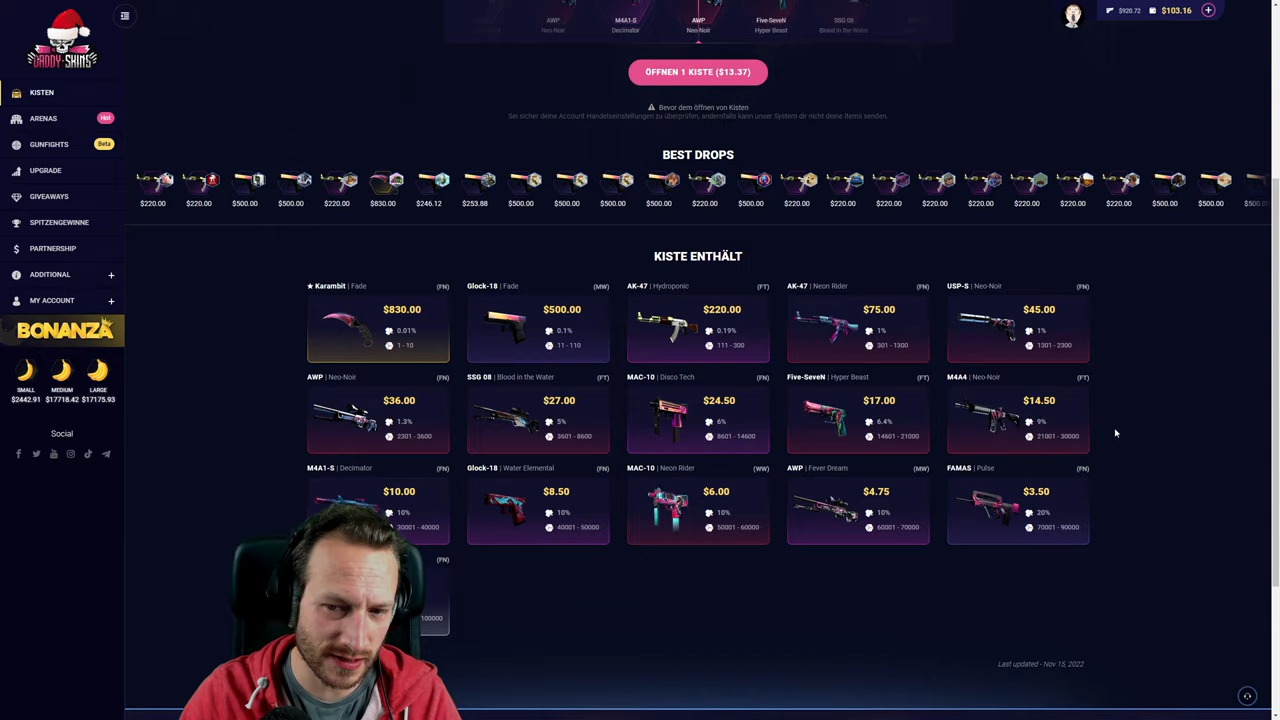 AWP
M4A1-S
AWP
Five-SeveN
SSG 08
Neo-Noir
Decimator
Neo-Noir
Hyper Beast
Blood in the Water
$920.72
$103.16
DADDY SKINS
ÖFFNEN 1 KISTE ($13.37)
Bevor dem öffnen von Kisten
Sei sicher deine Account Handelseinstellungen zu überprüfen, andernfalls kann unser System dir nicht deine Items senden.
KISTEN
ARENAS Hot
GUNFIGHTS Beta
UPGRADE
GIVEAWAYS
SPITZENGEWINNE
PARTNERSHIP
ADDITIONAL +
MY ACCOUNT +
BONANZA
SMALL MEDIUM LARGE
$2442.91 $17718.42 $17175.93
Social
BEST DROPS
$220.00 $220.00 $500.00 $500.00 $220.00 $830.00 $246.12 $253.88 $500.00 $500.00 $500.00 $500.00 $220.00 $500.00 $220.00 $220.00 $220.00 $220.00 $220.00 $220.00 $220.00 $220.00 $500.00 $500.00 $500.00
KISTE ENTHÄLT
★ Karambit | Fade (FN)
$830.00
0.01%
1 - 10
Glock-18 | Fade (MW)
$500.00
0.1%
11 - 110
AK-47 | Hydroponic (FT)
$220.00
0.19%
111 - 300
AK-47 | Neon Rider (FN)
$75.00
1%
301 - 1300
USP-S | Neo-Noir (FN)
$45.00
1%
1301 - 2300
AWP | Neo-Noir (FN)
$36.00
1.3%
2301 - 3600
SSG 08 | Blood in the Water (FT)
$27.00
5%
3601 - 8600
MAC-10 | Disco Tech (FN)
$24.50
6%
8601 - 14600
Five-SeveN | Hyper Beast (FT)
$17.00
6.4%
14601 - 21000
M4A4 | Neo-Noir (FT)
$14.50
9%
21001 - 30000
M4A1-S | Decimator (FN)
$10.00
10%
30001 - 40000
Glock-18 | Water Elemental (FN)
$8.50
10%
40001 - 50000
MAC-10 | Neon Rider (WW)
$6.00
10%
50001 - 60000
AWP | Fever Dream (MW)
$4.75
10%
60001 - 70000
FAMAS | Pulse (FN)
$3.50
20%
70001 - 90000
(FN)
100000
Last updated - Nov 15, 2022